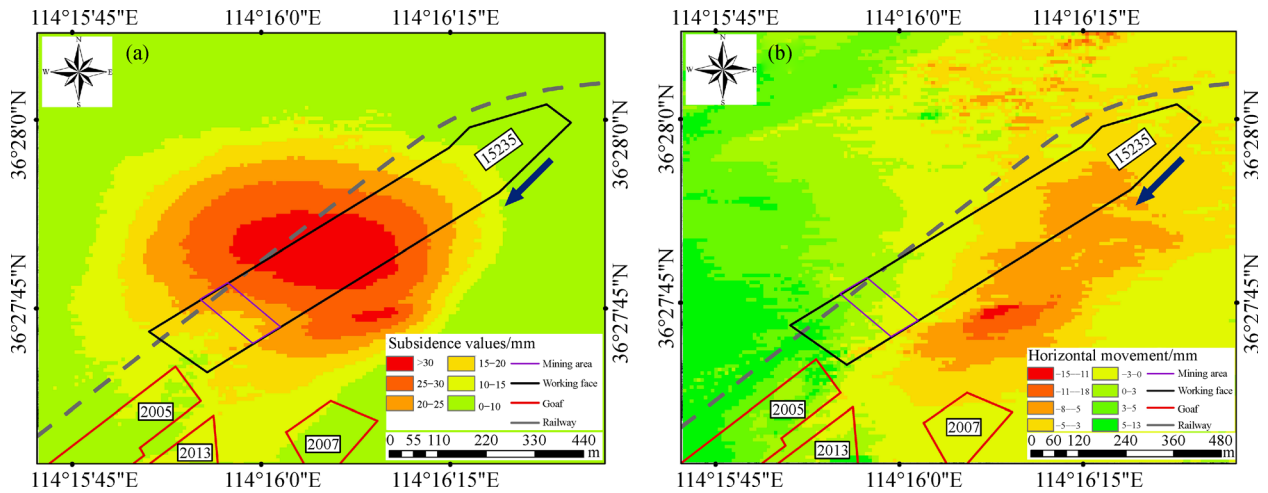 114°15'45"E 114°16'0"E 114°16'15"E
(a)
N
W E
S
36°28'0"N
36°27'45"N
15235
36°28'0"N
36°27'45"N
2005
2013
2007
Subsidence values/mm
>30 15−20 Mining area
25−30 10−15 Working face
20−25 0−10 Goaf
Railway
0 55 110 220 330 440
m
114°15'45"E 114°16'0"E 114°16'15"E
114°15'45"E 114°16'0"E 114°16'15"E
(b)
N
W E
S
36°28'0"N
36°27'45"N
15235
36°28'0"N
36°27'45"N
2005
2013
2007
Horizontal movement/mm
−15—11 −3–0 Mining area
−11—18 0–3 Working face
−8—5 3–5 Goaf
−5—3 5–13 Railway
0 60 120 240 360 480
m
114°15'45"E 114°16'0"E 114°16'15"E